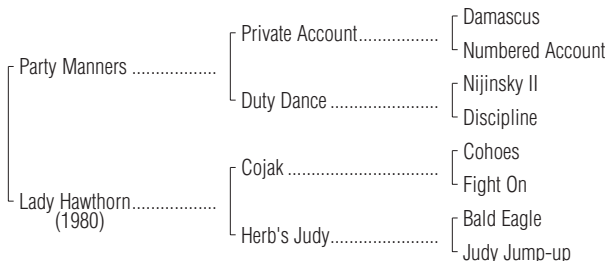 Damascus
Private Account..................
Numbered Account
Party Manners ...................
Nijinsky II
Duty Dance ........................
Discipline
Cohoes
Cojak ..................................
Fight On
Lady Hawthorn...................
(1980)
Bald Eagle
Herb's Judy........................
Judy Jump-up